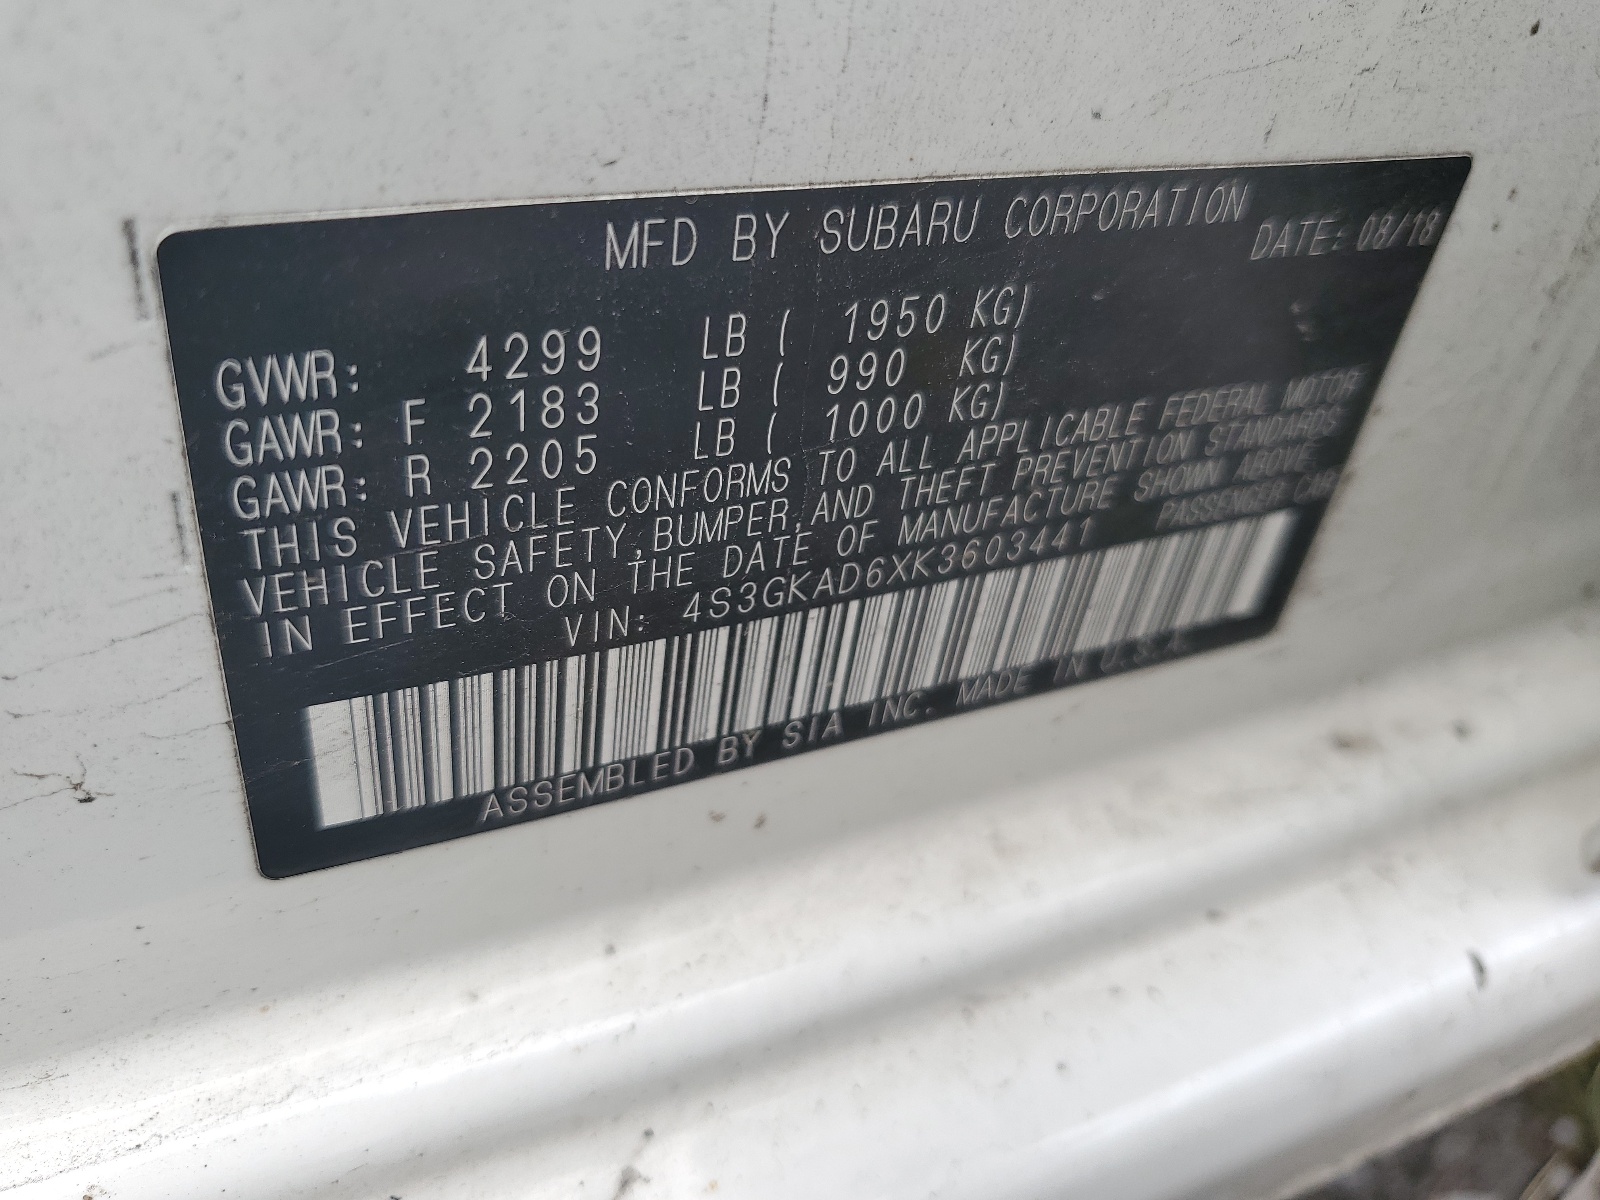 MFD BY SUBARU CORPORATION
DATE: 08/18
GVWR: 4299 LB ( 1950 KG)
GAWR: F 2183 LB ( 990 KG)
GAWR: R 2205 LB ( 1000 KG)
THIS VEHICLE CONFORMS TO ALL APPLICABLE FEDERAL MOTOR
VEHICLE SAFETY, BUMPER, AND THEFT PREVENTION STANDARDS
IN EFFECT ON THE DATE OF MANUFACTURE SHOWN ABOVE.
VIN: 4S3GKAD6XK3603441 PASSENGER CAR
ASSEMBLED BY SIA INC. MADE IN U.S.A.